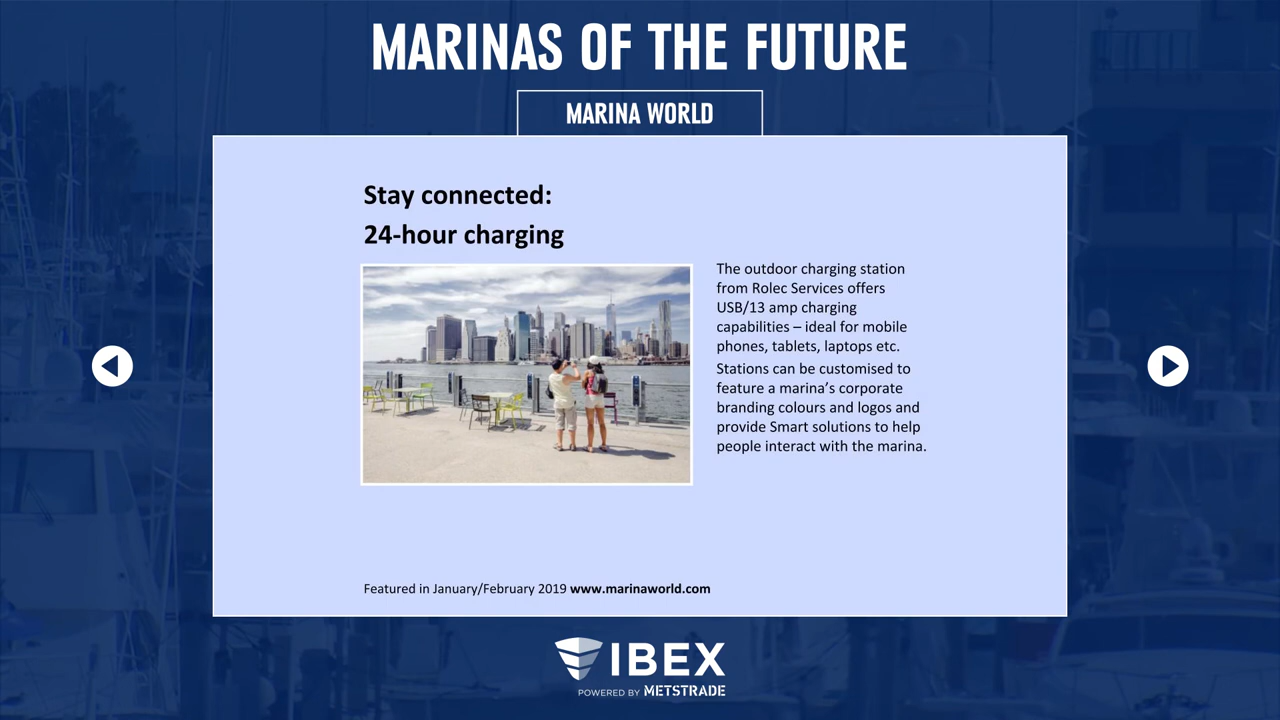 MARINAS OF THE FUTURE
MARINA WORLD
Stay connected:
24-hour charging
The outdoor charging station
from Rolec Services offers
USB/13 amp charging
capabilities – ideal for mobile
phones, tablets, laptops etc.
Stations can be customised to
feature a marina's corporate
branding colours and logos and
provide Smart solutions to help
people interact with the marina.
Featured in January/February 2019 www.marinaworld.com
IBEX
POWERED BY METSTRADE